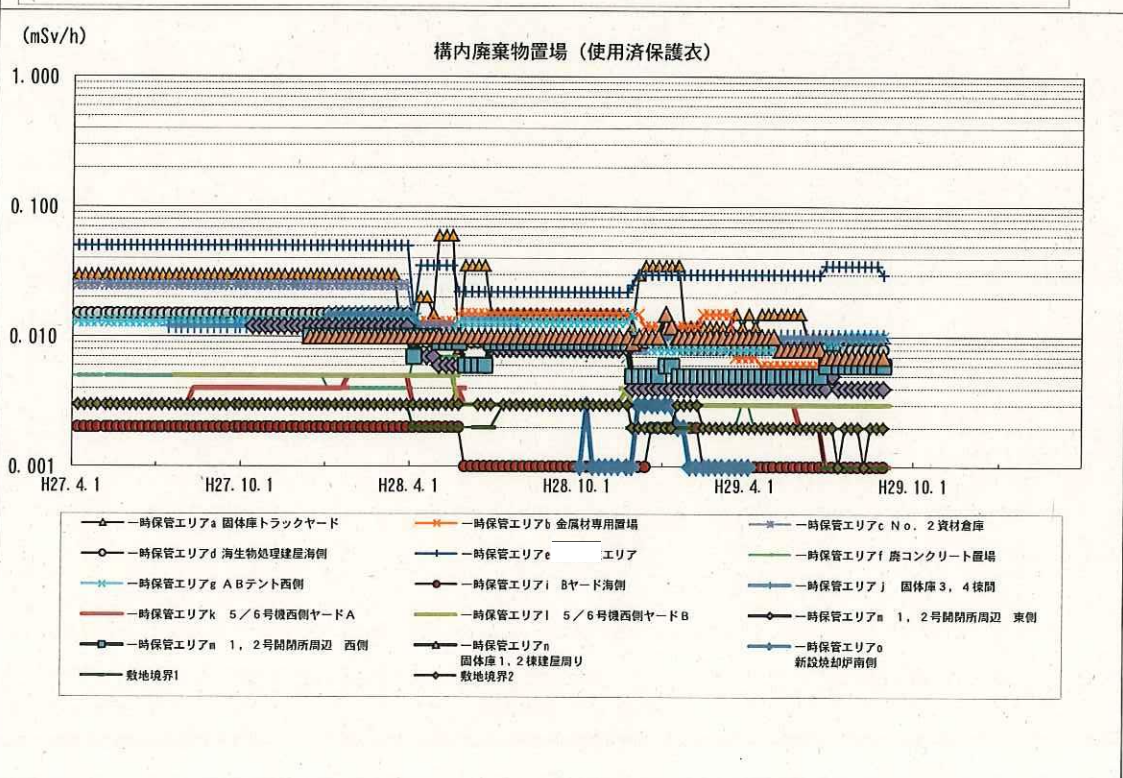 (mSv/h)
構内廃棄物置場（使用済保護衣）
1.000
0.100
0.010
0.001
H27.4.1 H27.10.1 H28.4.1 H28.10.1 H29.4.1 H29.10.1
一時保管エリアa 固体庫トラックヤード 一時保管エリアb 金属材専用置場 一時保管エリアc No.2資材倉庫
一時保管エリアd 海生物処理建屋海側 一時保管エリアe エリア 一時保管エリアf 廃コンクリート置場
一時保管エリアg ABテント西側 一時保管エリアi Bヤード海側 一時保管エリアj 固体庫3，4棟間
一時保管エリアk 5／6号機西側ヤードA 一時保管エリアl 5／6号機西側ヤードB 一時保管エリアm 1，2号開閉所周辺 東側
一時保管エリアm 1，2号開閉所周辺 西側 一時保管エリアn 一時保管エリアo
固体庫1，2棟建屋周り 新設焼却炉南側
敷地境界1 敷地境界2